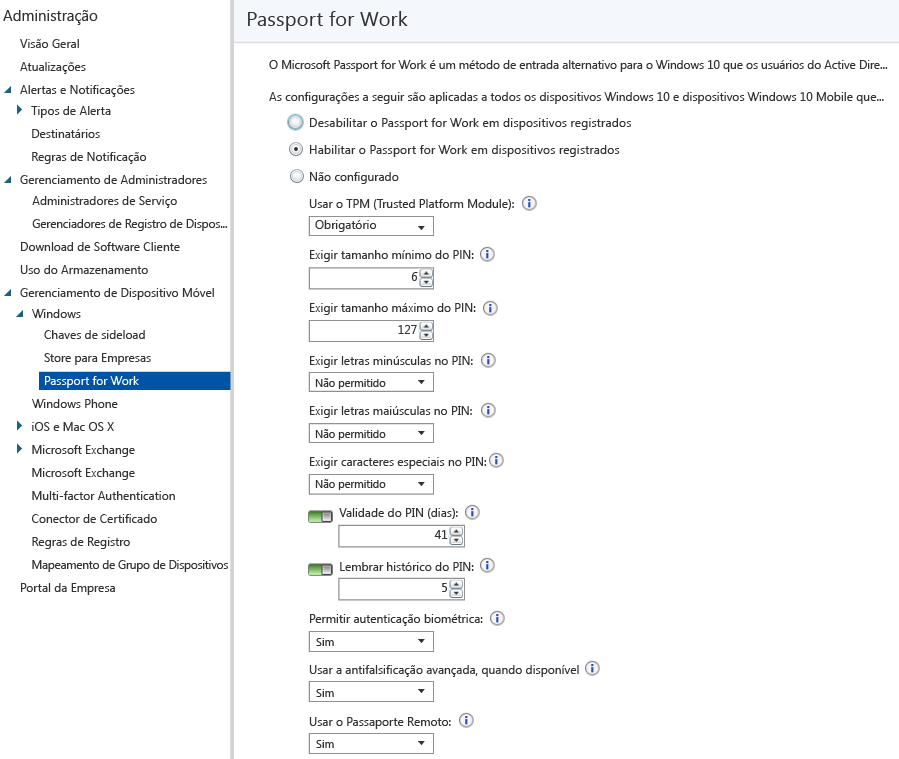 Administração
Visão Geral
Atualizações
Alertas e Notificações
Tipos de Alerta
Destinatários
Regras de Notificação
Gerenciamento de Administradores
Administradores de Serviço
Gerenciadores de Registro de Dispos...
Download de Software Cliente
Uso do Armazenamento
Gerenciamento de Dispositivo Móvel
Windows
Chaves de sideload
Store para Empresas
Passport for Work
Windows Phone
iOS e Mac OS X
Microsoft Exchange
Microsoft Exchange
Multi-factor Authentication
Conector de Certificado
Regras de Registro
Mapeamento de Grupo de Dispositivos
Portal da Empresa
Passport for Work
O Microsoft Passport for Work é um método de entrada alternativo para o Windows 10 que os usuários do Active Dire...
As configurações a seguir são aplicadas a todos os dispositivos Windows 10 e dispositivos Windows 10 Mobile que...
Desabilitar o Passport for Work em dispositivos registrados
Habilitar o Passport for Work em dispositivos registrados
Não configurado
Usar o TPM (Trusted Platform Module):
Obrigatório
Exigir tamanho mínimo do PIN:
6
Exigir tamanho máximo do PIN:
127
Exigir letras minúsculas no PIN:
Não permitido
Exigir letras maiúsculas no PIN:
Não permitido
Exigir caracteres especiais no PIN:
Não permitido
Validade do PIN (dias):
41
Lembrar histórico do PIN:
5
Permitir autenticação biométrica:
Sim
Usar a antifalsificação avançada, quando disponível
Sim
Usar o Passaporte Remoto:
Sim